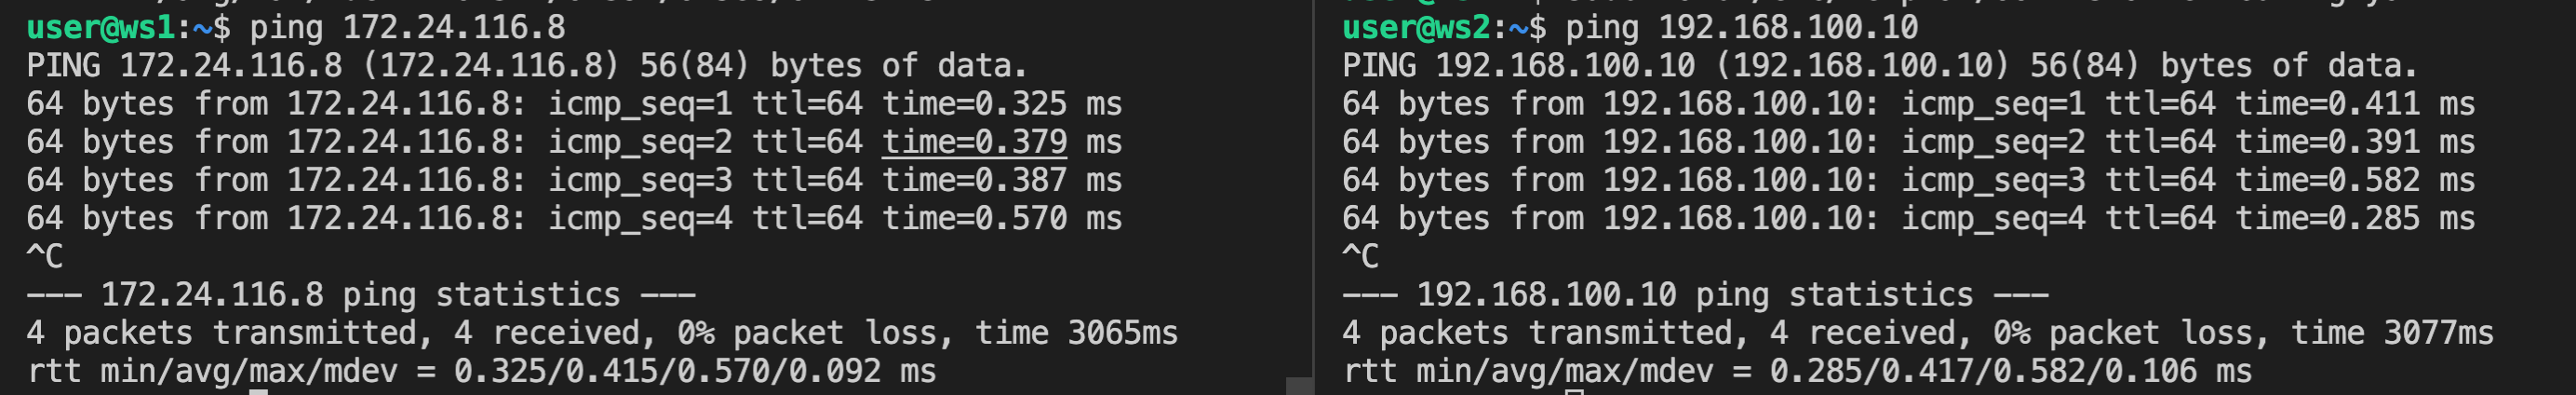 user@ws1:~$ ping 172.24.116.8
PING 172.24.116.8 (172.24.116.8) 56(84) bytes of data.
64 bytes from 172.24.116.8: icmp_seq=1 ttl=64 time=0.325 ms
64 bytes from 172.24.116.8: icmp_seq=2 ttl=64 time=0.379 ms
64 bytes from 172.24.116.8: icmp_seq=3 ttl=64 time=0.387 ms
64 bytes from 172.24.116.8: icmp_seq=4 ttl=64 time=0.570 ms
^C
--- 172.24.116.8 ping statistics ---
4 packets transmitted, 4 received, 0% packet loss, time 3065ms
rtt min/avg/max/mdev = 0.325/0.415/0.570/0.092 ms
user@ws2:~$ ping 192.168.100.10
PING 192.168.100.10 (192.168.100.10) 56(84) bytes of data.
64 bytes from 192.168.100.10: icmp_seq=1 ttl=64 time=0.411 ms
64 bytes from 192.168.100.10: icmp_seq=2 ttl=64 time=0.391 ms
64 bytes from 192.168.100.10: icmp_seq=3 ttl=64 time=0.582 ms
64 bytes from 192.168.100.10: icmp_seq=4 ttl=64 time=0.285 ms
^C
--- 192.168.100.10 ping statistics ---
4 packets transmitted, 4 received, 0% packet loss, time 3077ms
rtt min/avg/max/mdev = 0.285/0.417/0.582/0.106 ms